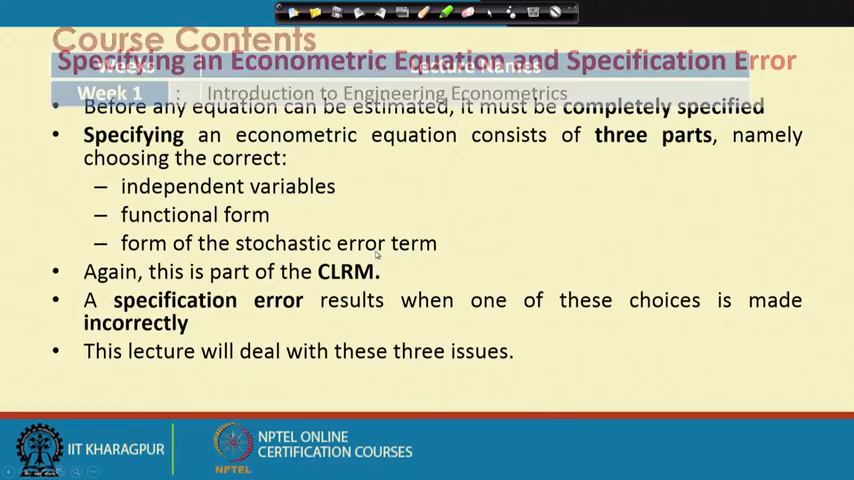 Course Contents
Specifying an Econometric Equation and Specification Error
Weeks Lecture Names
Week 1 : Introduction to Engineering Econometrics
• Before any equation can be estimated, it must be completely specified
• Specifying an econometric equation consists of three parts, namely
choosing the correct:
– independent variables
– functional form
– form of the stochastic error term
• Again, this is part of the CLRM.
• A specification error results when one of these choices is made
incorrectly
• This lecture will deal with these three issues.
IIT KHARAGPUR
NPTEL
NPTEL ONLINE
CERTIFICATION COURSES